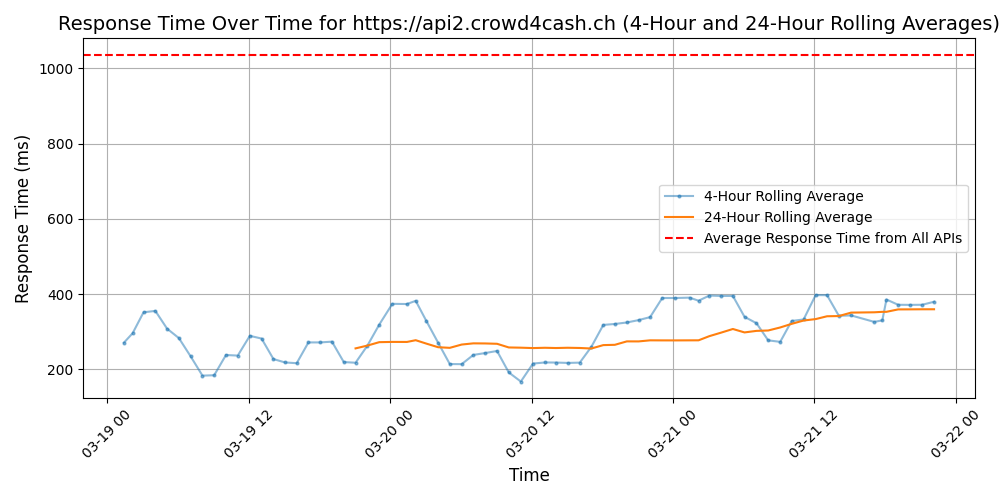 Response Time Over Time for https://api2.crowd4cash.ch (4-Hour and 24-Hour Rolling Averages)
Response Time (ms)
1000
800
600
400
200
4-Hour Rolling Average
24-Hour Rolling Average
Average Response Time from All APIs
03-19 00
03-19 12
03-20 00
03-20 12
03-21 00
03-21 12
03-22 00
Time